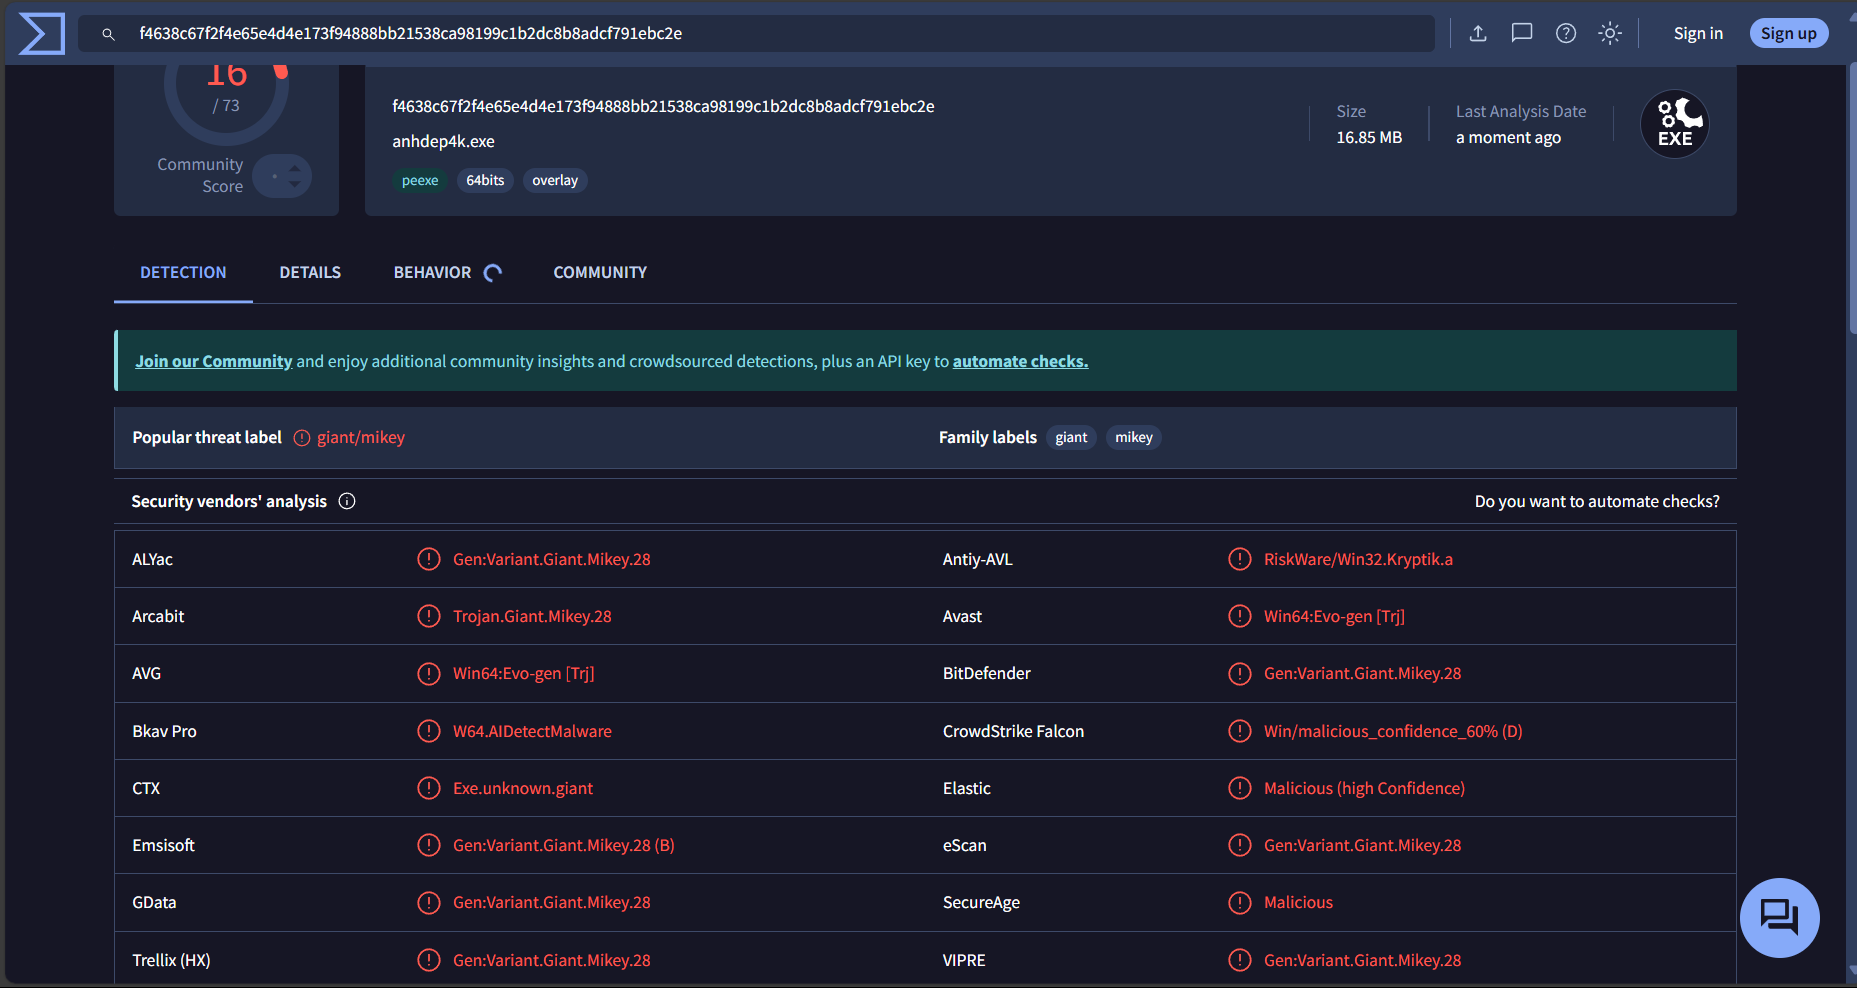 f4638c67f2f4e65e4d4e173f94888bb21538ca98199c1b2dc8b8adcf791ebc2e
Sign in
Sign up
16
/ 73
Community
Score
f4638c67f2f4e65e4d4e173f94888bb21538ca98199c1b2dc8b8adcf791ebc2e
anhdep4k.exe
peexe 64bits overlay
Size
16.85 MB
Last Analysis Date
a moment ago
EXE
DETECTION DETAILS BEHAVIOR COMMUNITY
Join our Community and enjoy additional community insights and crowdsourced detections, plus an API key to automate checks.
Popular threat label giant/mikey Family labels giant mikey
Security vendors' analysis Do you want to automate checks?
ALYac Gen:Variant.Giant.Mikey.28 Antiy-AVL RiskWare/Win32.Kryptik.a
Arcabit Trojan.Giant.Mikey.28 Avast Win64:Evo-gen [Trj]
AVG Win64:Evo-gen [Trj] BitDefender Gen:Variant.Giant.Mikey.28
Bkav Pro W64.AIDetectMalware CrowdStrike Falcon Win/malicious_confidence_60% (D)
CTX Exe.unknown.giant Elastic Malicious (high Confidence)
Emsisoft Gen:Variant.Giant.Mikey.28 (B) eScan Gen:Variant.Giant.Mikey.28
GData Gen:Variant.Giant.Mikey.28 SecureAge Malicious
Trellix (HX) Gen:Variant.Giant.Mikey.28 VIPRE Gen:Variant.Giant.Mikey.28